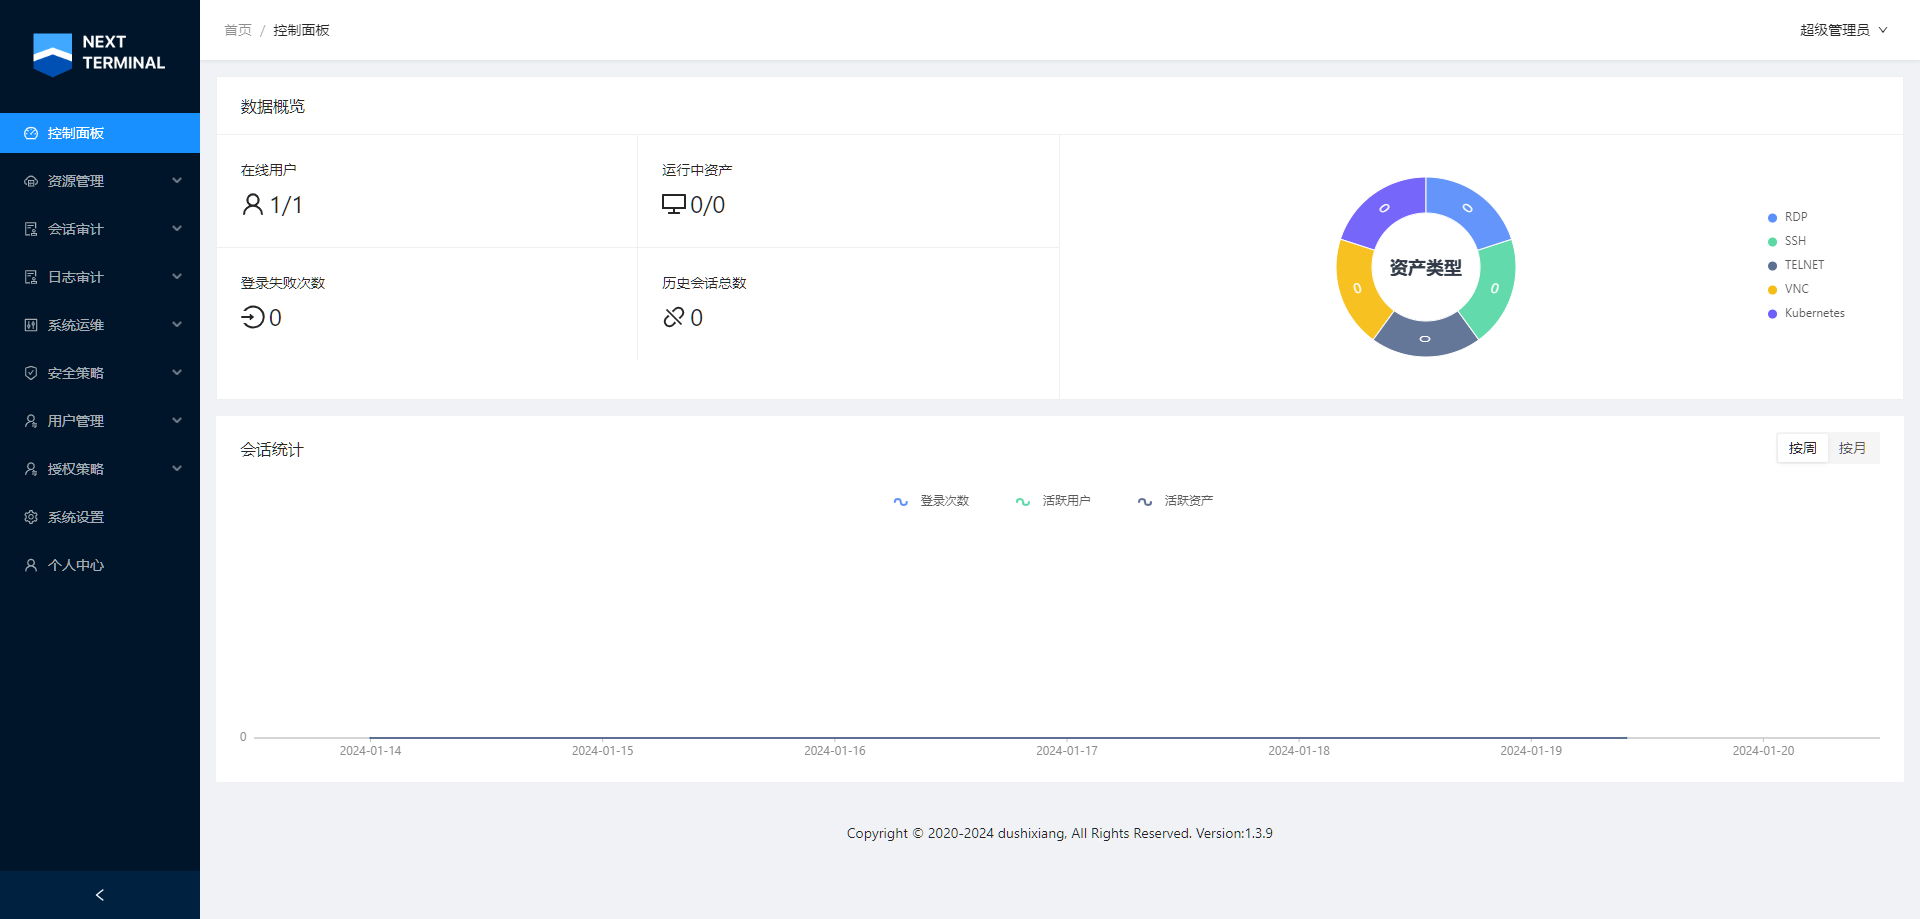 NEXT
TERMINAL
控制面板
资源管理
会话审计
日志审计
系统运维
安全策略
用户管理
授权策略
系统设置
个人中心
首页 / 控制面板
超级管理员
数据概览
在线用户
1/1
运行中资产
0/0
登录失败次数
0
历史会话总数
0
0
0
0
0
0
资产类型
RDP
SSH
TELNET
VNC
Kubernetes
会话统计
按周 按月
登录次数 活跃用户 活跃资产
0
2024-01-14 2024-01-15 2024-01-16 2024-01-17 2024-01-18 2024-01-19 2024-01-20
Copyright © 2020-2024 dushixiang, All Rights Reserved. Version:1.3.9